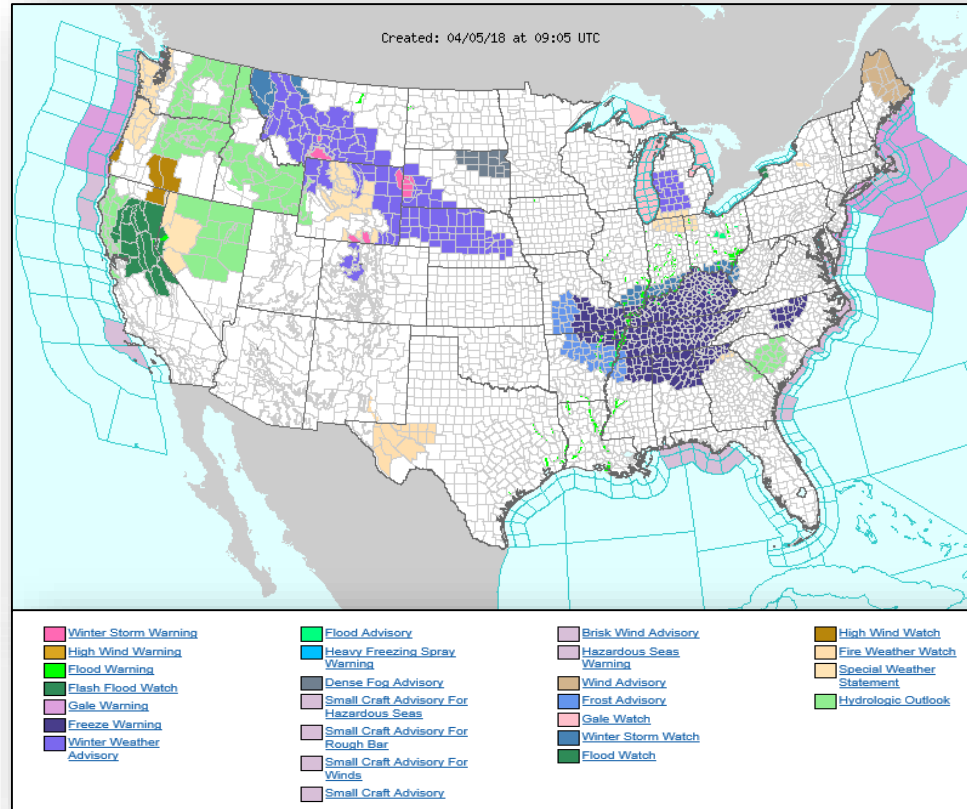 Created: 04/05/18 at 09:05 UTC
Winter Storm Warning
High Wind Warning
Flood Warning
Flash Flood Watch
Gale Warning
Freeze Warning
Winter Weather
Advisory
Flood Advisory
Heavy Freezing Spray
Warning
Dense Fog Advisory
Small Craft Advisory For
Hazardous Seas
Small Craft Advisory For
Rough Bar
Small Craft Advisory For
Winds
Small Craft Advisory
Brisk Wind Advisory
Hazardous Seas
Warning
Wind Advisory
Frost Advisory
Gale Watch
Winter Storm Watch
Flood Watch
High Wind Watch
Fire Weather Watch
Special Weather
Statement
Hydrologic Outlook